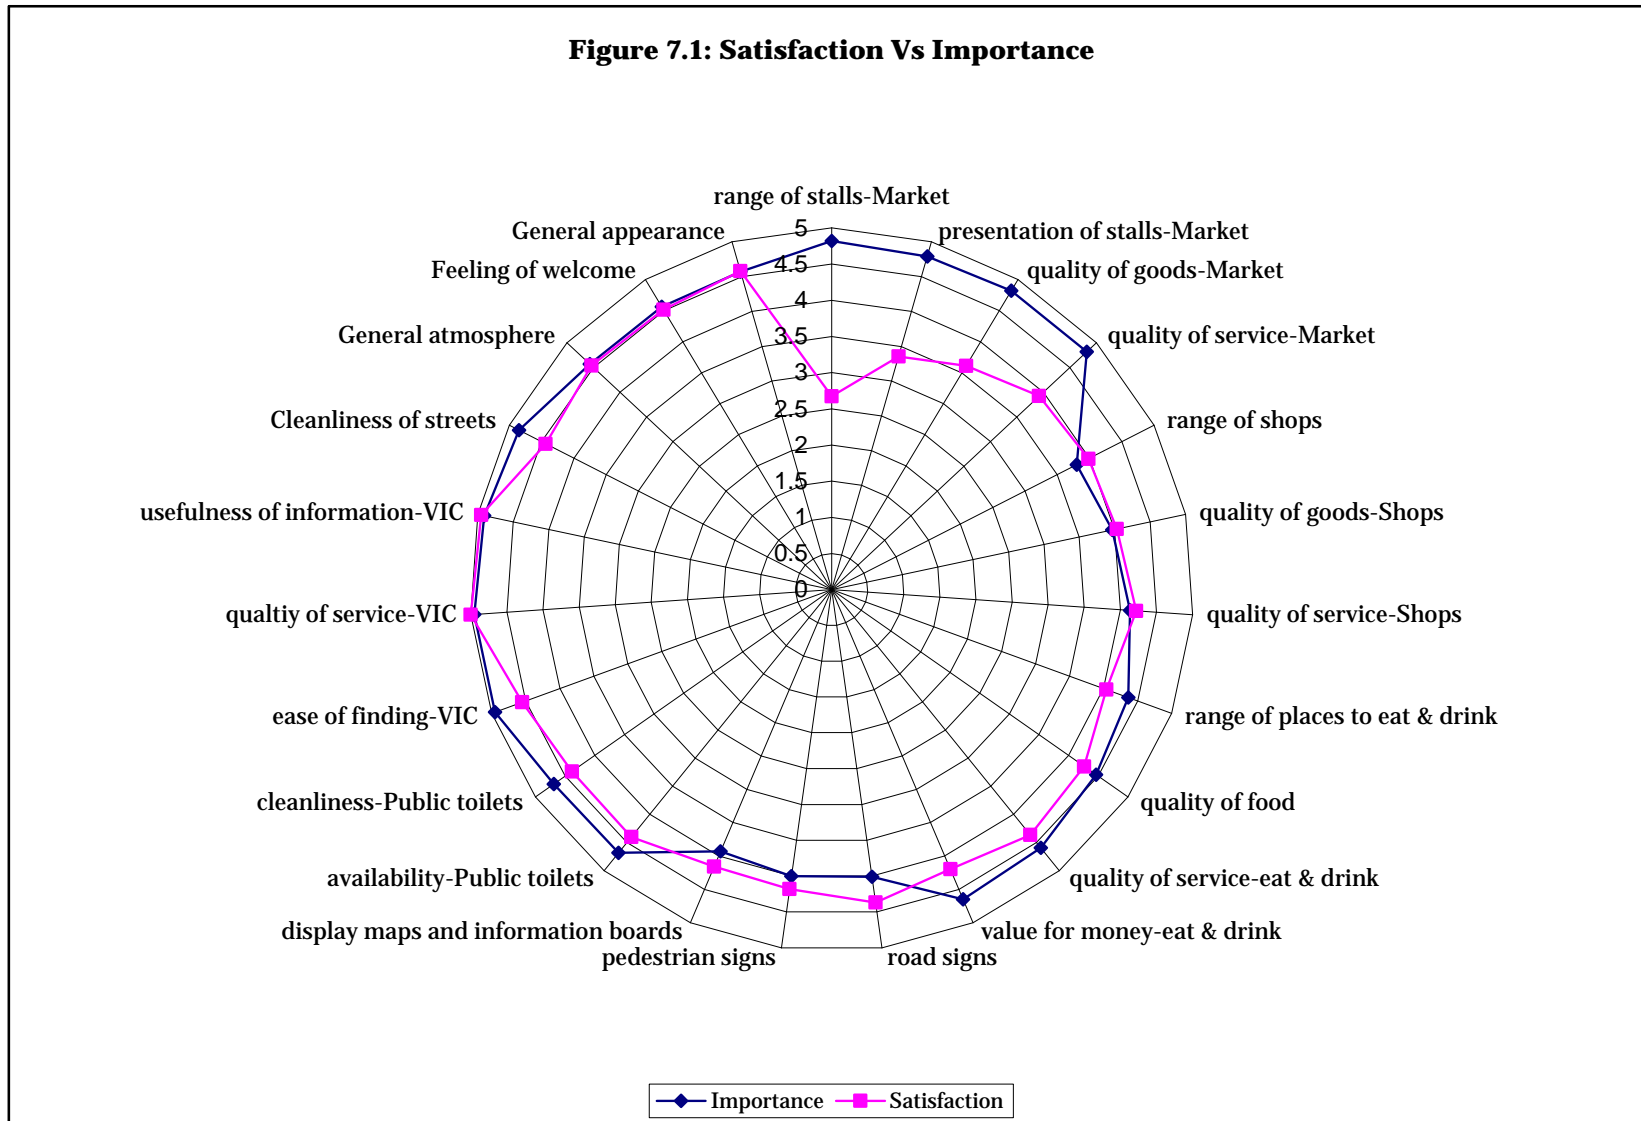 Figure 7.1: Satisfaction Vs Importance
range of stalls-Market
presentation of stalls-Market
quality of goods-Market
quality of service-Market
range of shops
quality of goods-Shops
quality of service-Shops
range of places to eat & drink
quality of food
quality of service-eat & drink
value for money-eat & drink
road signs
pedestrian signs
display maps and information boards
availability-Public toilets
cleanliness-Public toilets
ease of finding-VIC
qualtiy of service-VIC
usefulness of information-VIC
Cleanliness of streets
General atmosphere
Feeling of welcome
General appearance
5
4.5
4
3.5
3
2.5
2
1.5
1
0.5
0
Importance
Satisfaction